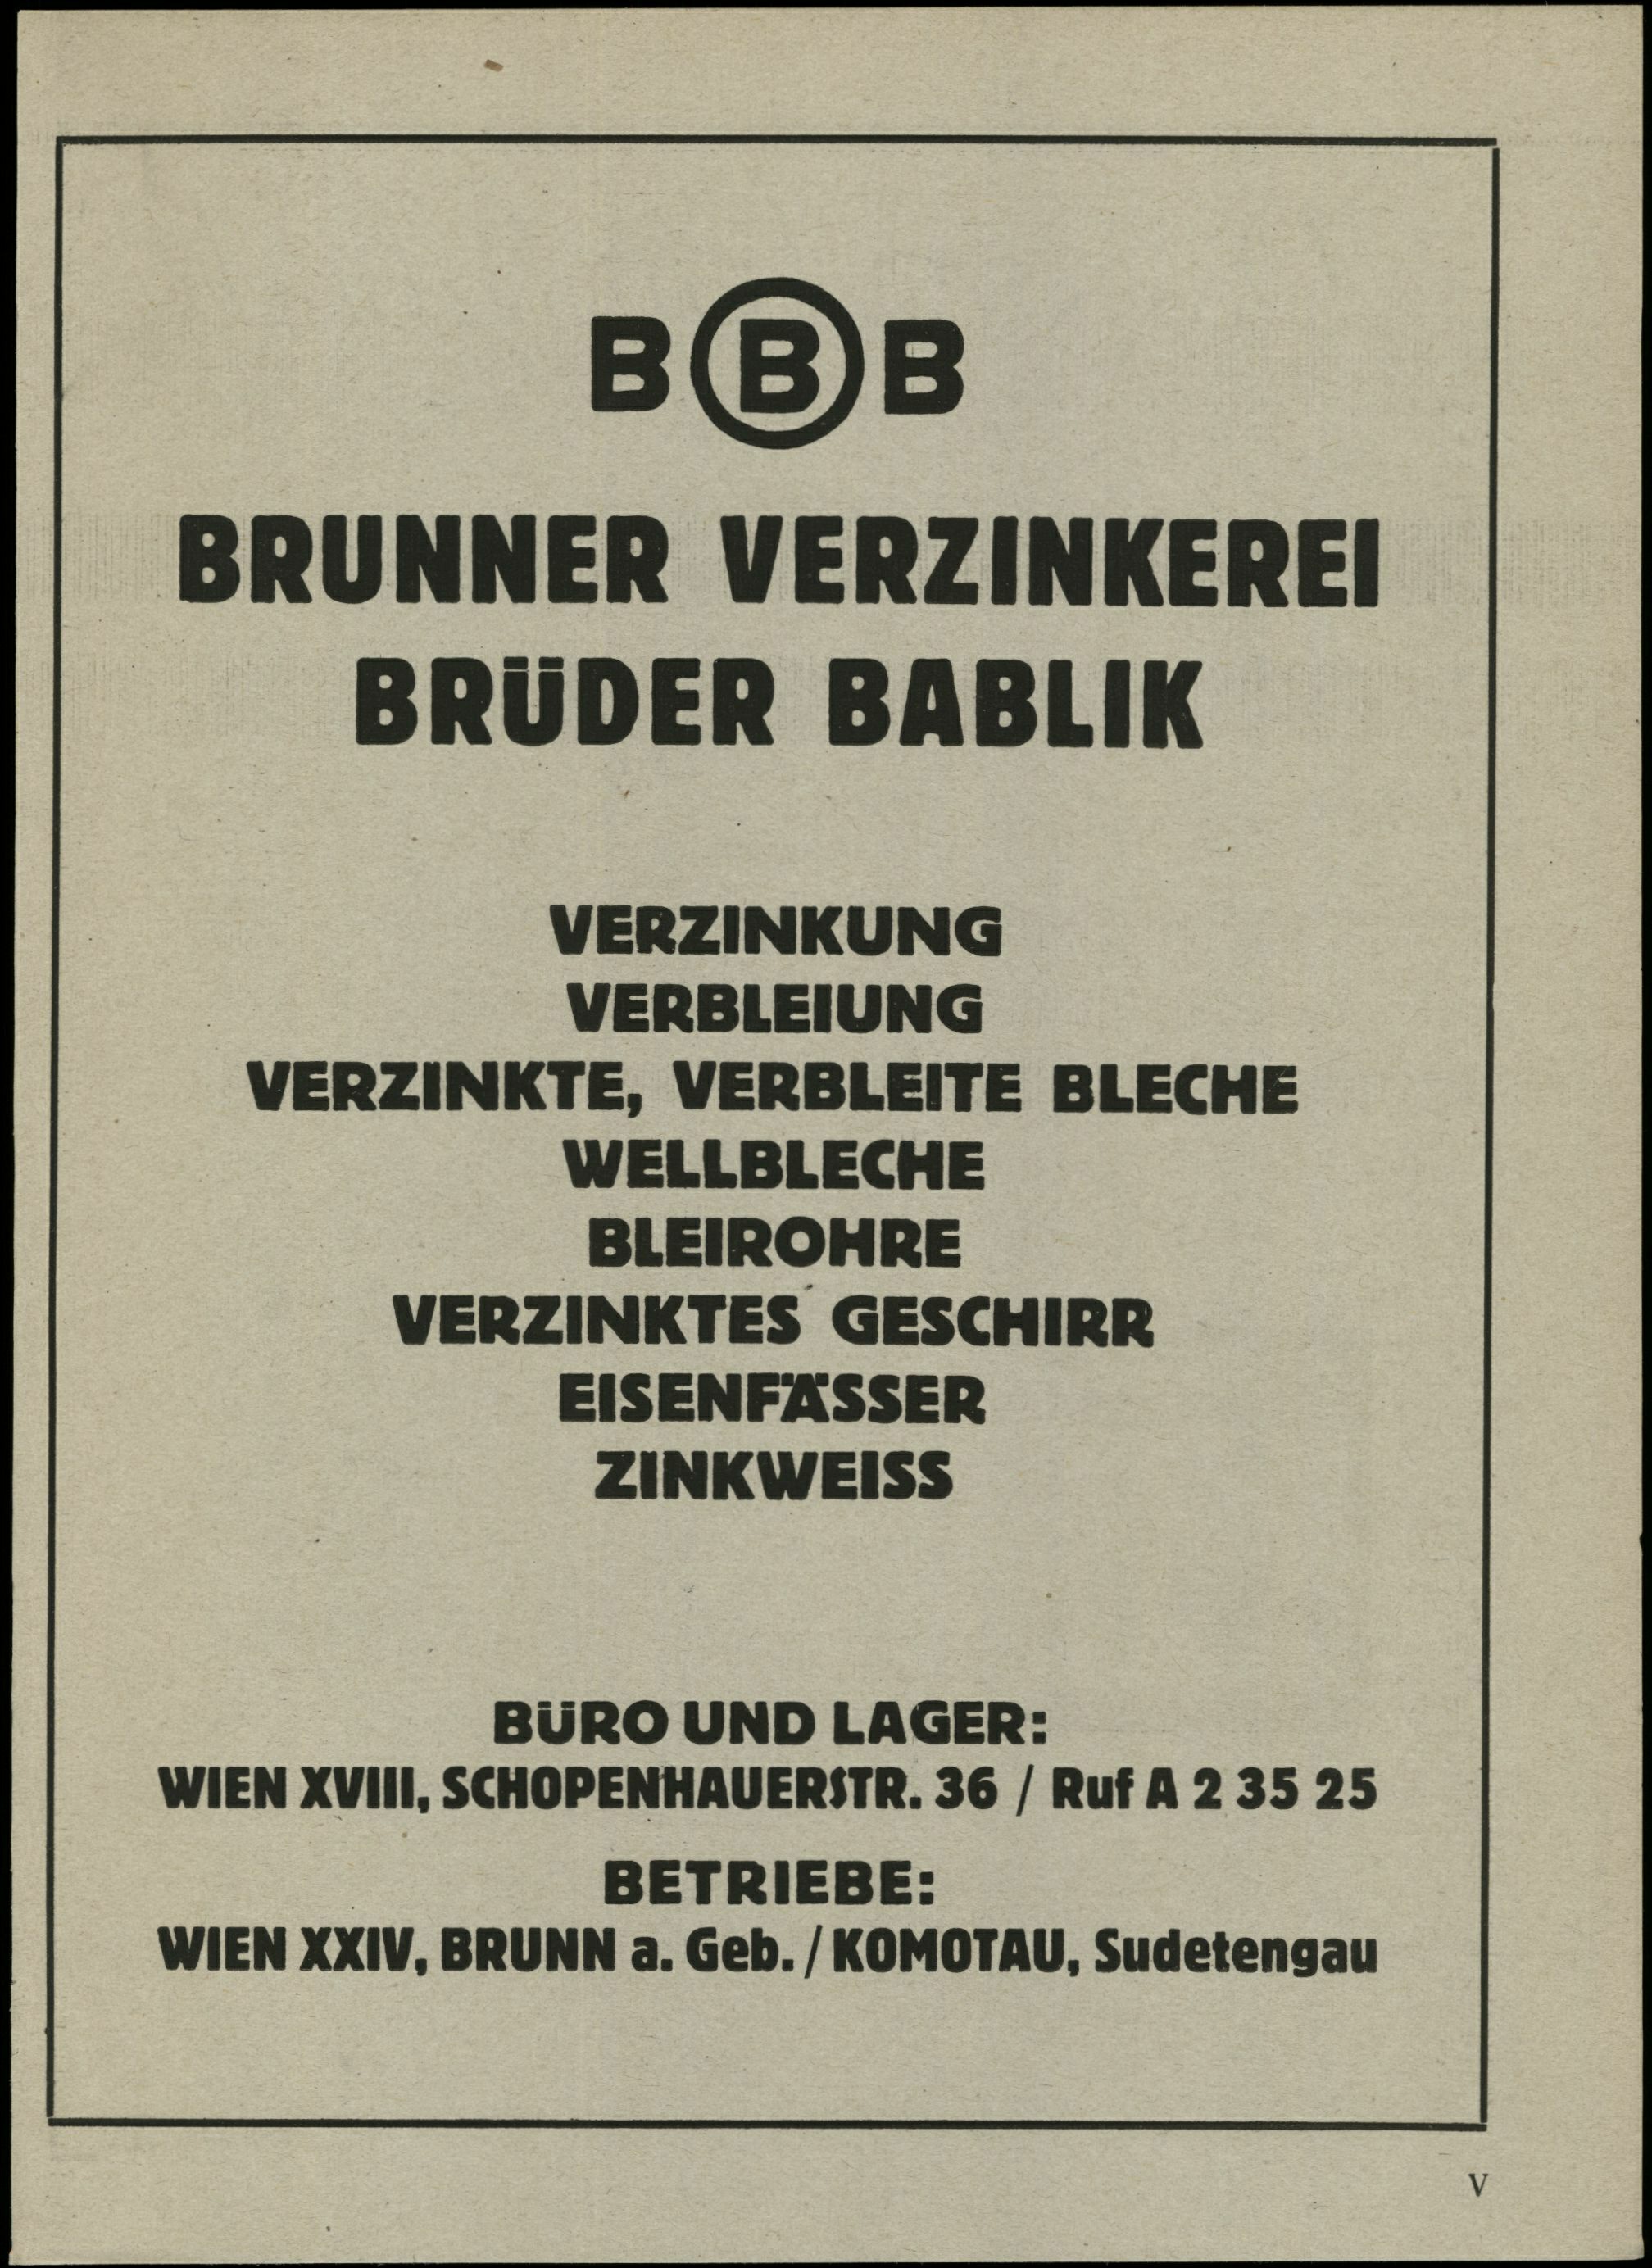 B B B
BRUNNER VERZINKEREI
BRÜDER BABLIK
VERZINKUNG
VERBLEIUNG
VERZINKTE, VERBLEITE BLECHE
WELLBLECHE
BLEIROHRE
VERZINKTES GESCHIRR
EISENFÄSSER
ZINKWEISS
BÜRO UND LAGER:
WIEN XVIII, SCHOPENHAUERSTR. 36 / Ruf A 2 35 25
BETRIEBE:
WIEN XXIV, BRUNN a. Geb. / KOMOTAU, Sudetengau
V